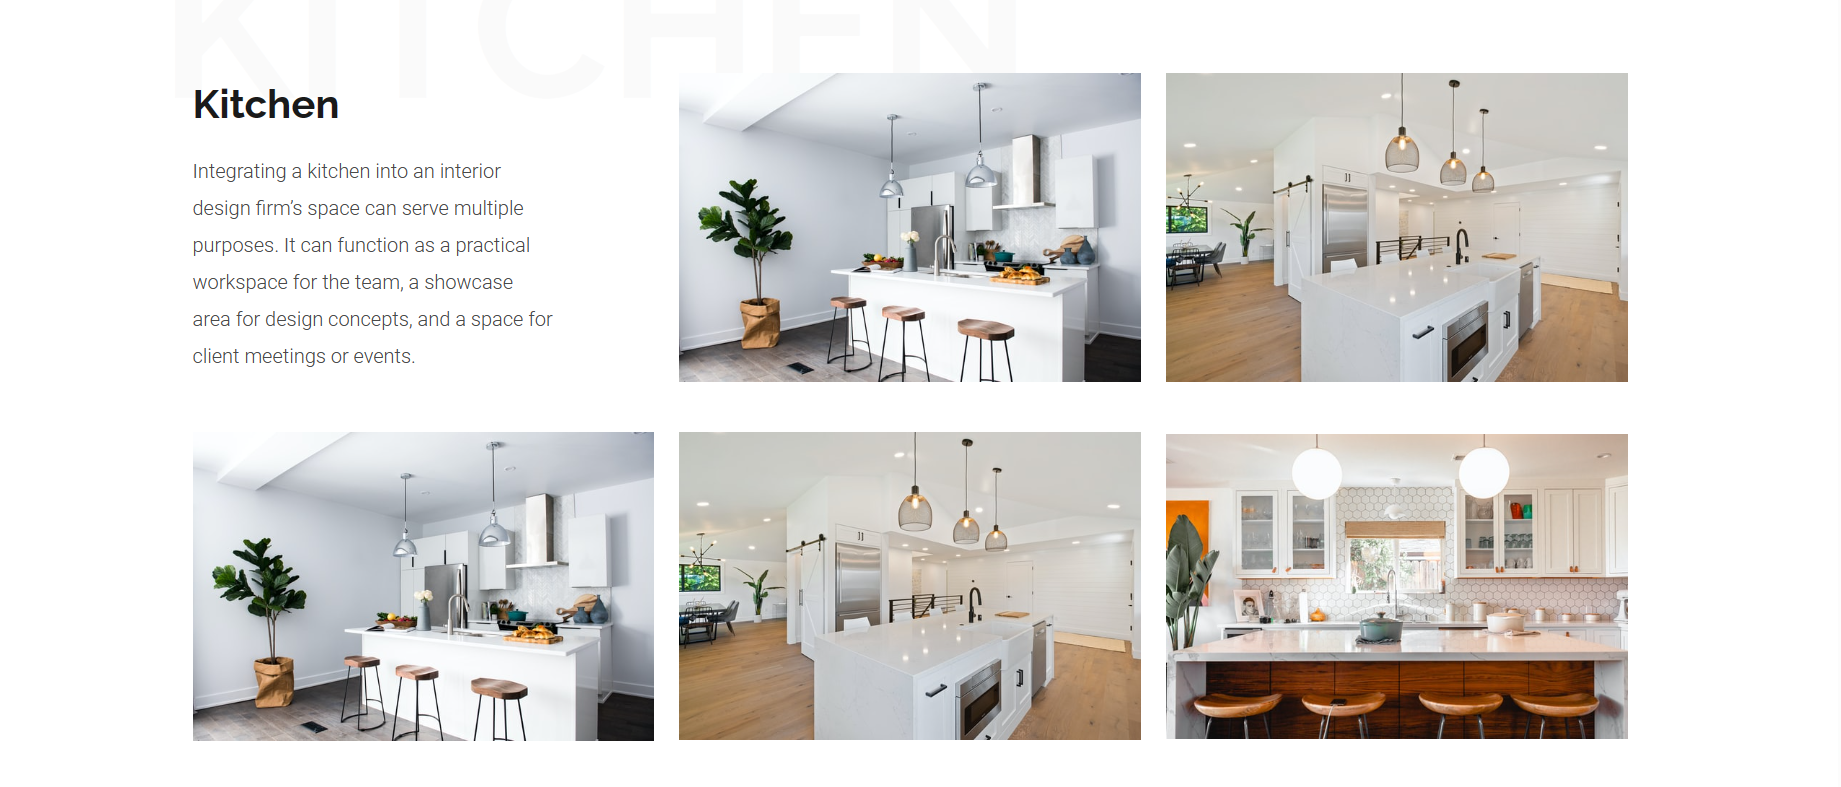 KITCHEN
Kitchen
Integrating a kitchen into an interior
design firm's space can serve multiple
purposes. It can function as a practical
workspace for the team, a showcase
area for design concepts, and a space for
client meetings or events.